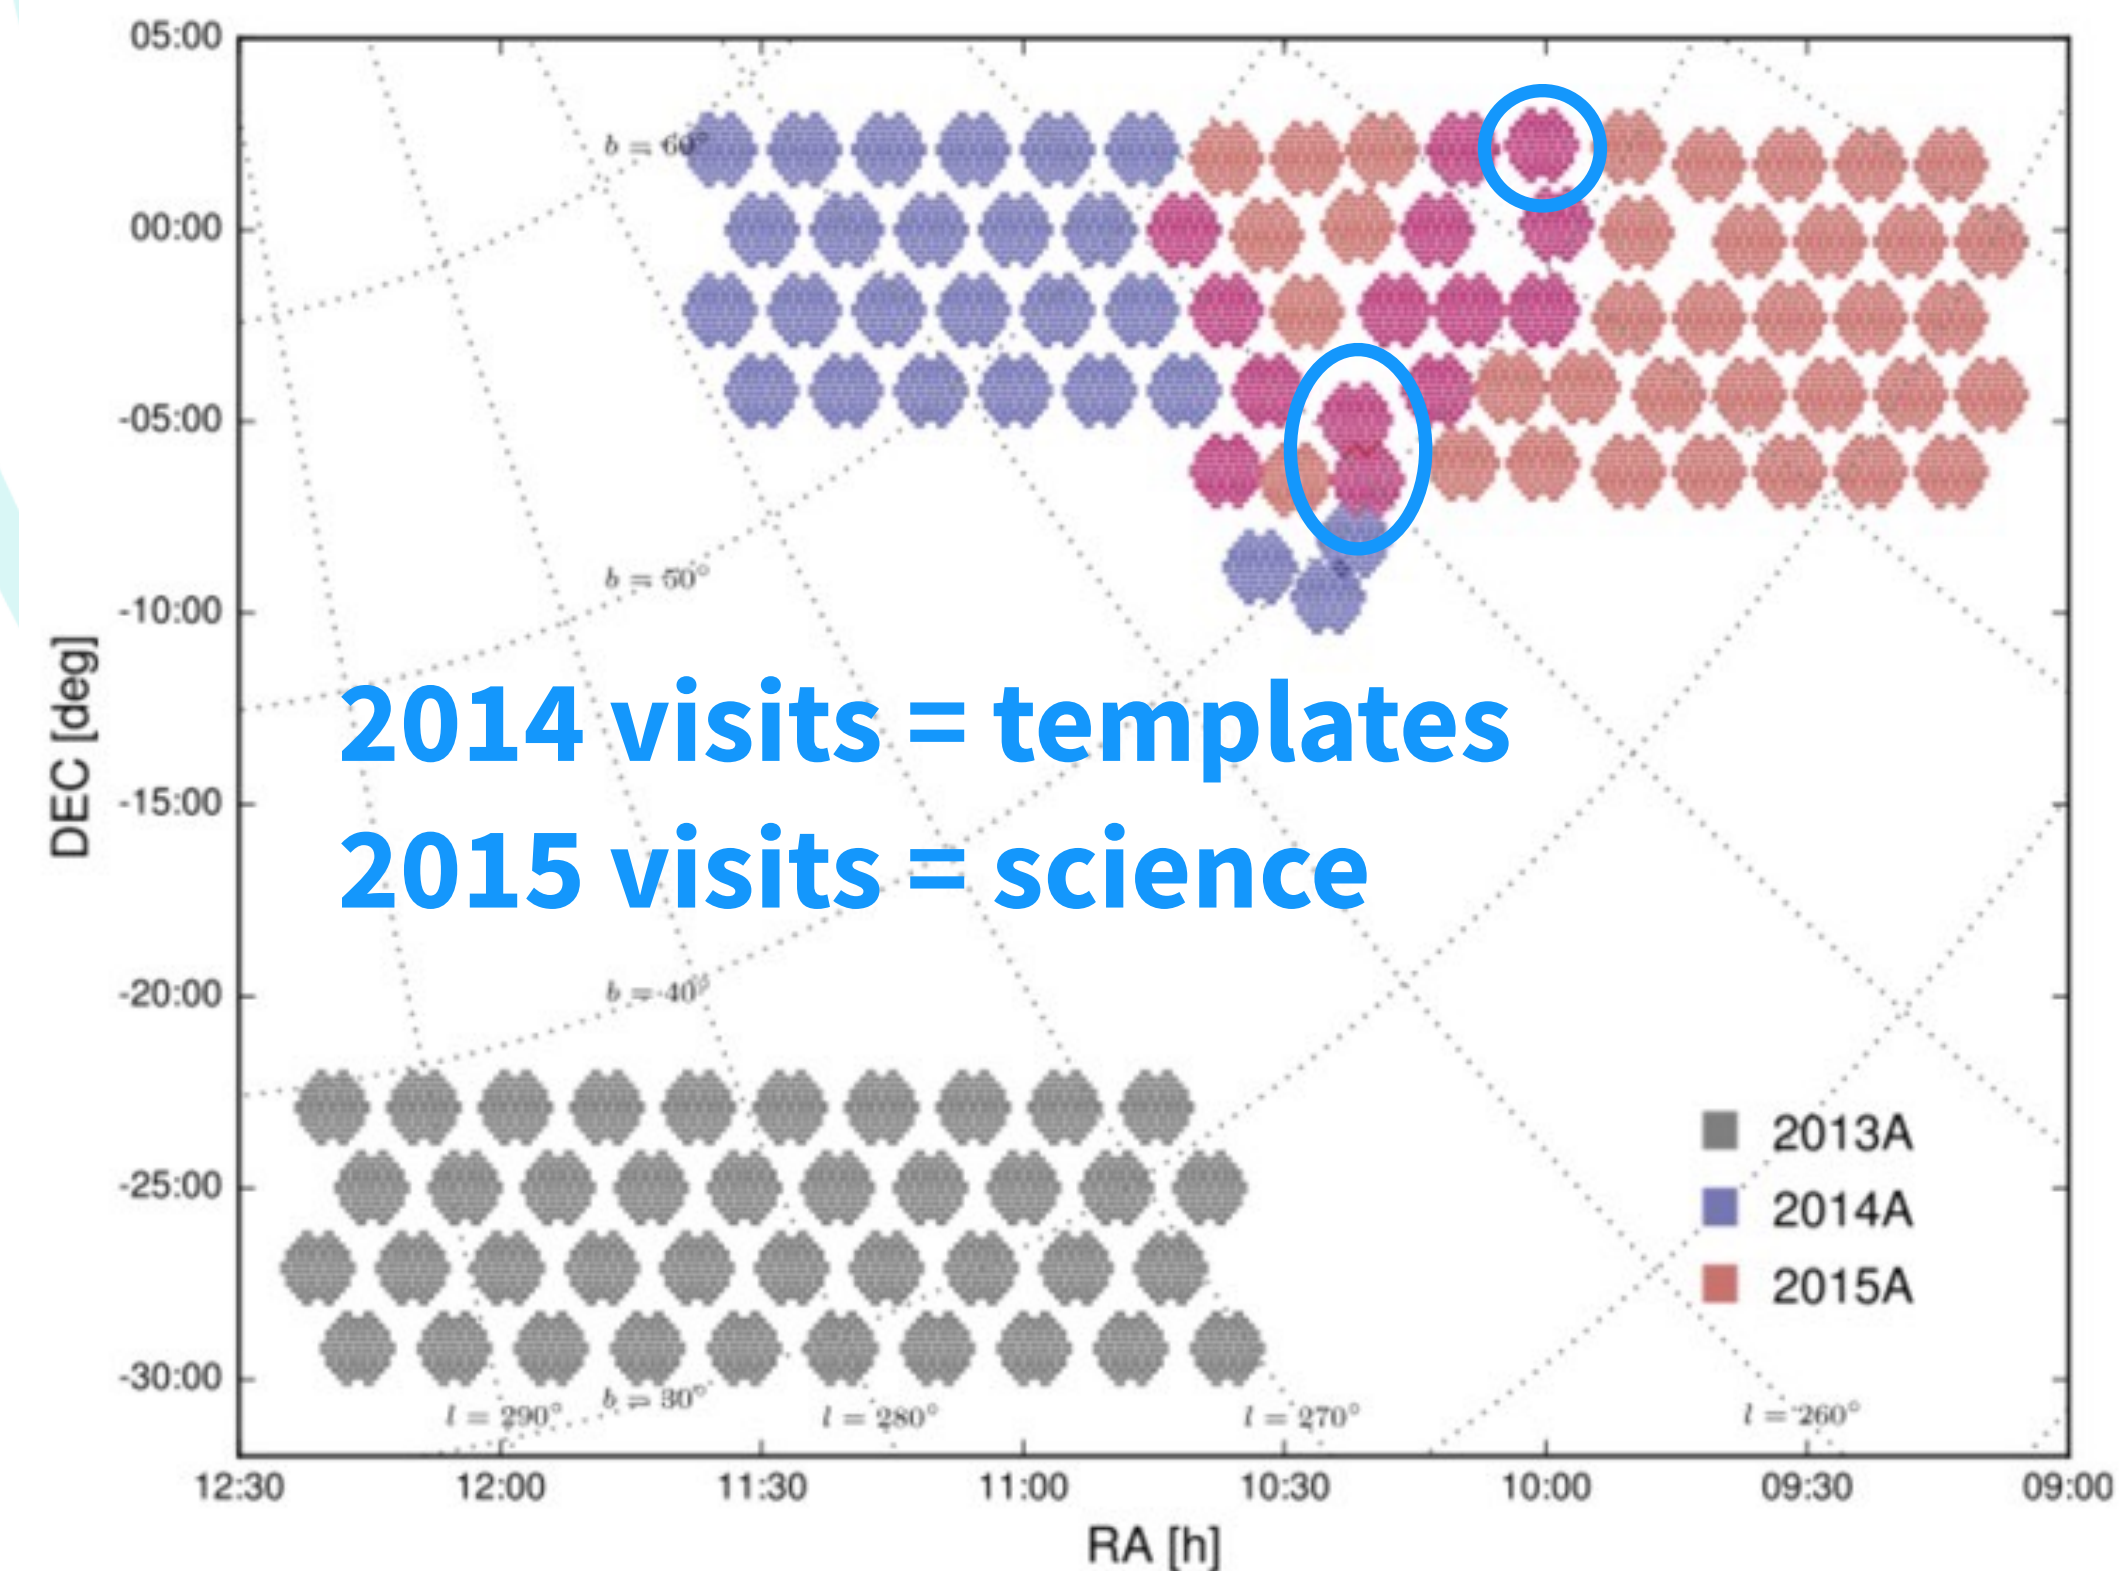 05:00
00:00
-05:00
-10:00
-15:00
-20:00
-25:00
-30:00
DEC [deg]
b = 60°
b = 50°
2014 visits = templates
2015 visits = science
b = 40°
2013A
2014A
2015A
b = 30°
l = 290°
l = 280°
l = 270°
l = 260°
12:30
12:00
11:30
11:00
10:30
10:00
09:30
09:00
RA [h]